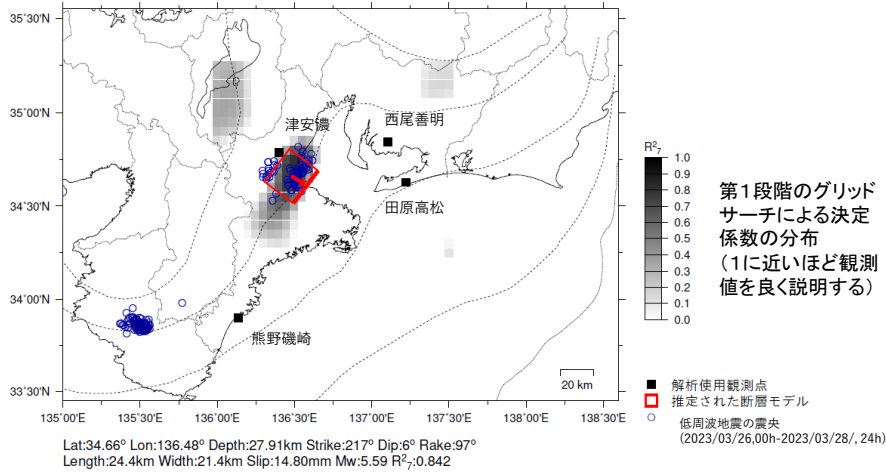 35˚30'N
35˚00'N
34˚30'N
34˚00'N
33˚30'N
135˚00'E
135˚30'E
136˚00'E
136˚30'E
137˚00'E
137˚30'E
138˚00'E
138˚30'E
津安濃
西尾善明
田原高松
熊野磯崎
20 km
R²₇
1.0
0.9
0.8
0.7
0.6
0.5
0.4
0.3
0.2
0.1
0.0
第1段階のグリッド
サーチによる決定
係数の分布
(1に近いほど観測
値を良く説明する)
解析使用観測点
推定された断層モデル
低周波地震の震央
(2023/03/26,00h-2023/03/28/, 24h)
Lat:34.66º Lon:136.48º Depth:27.91km Strike:217º Dip:6º Rake:97º
Length:24.4km Width:21.4km Slip:14.80mm Mw:5.59 R²₇:0.842